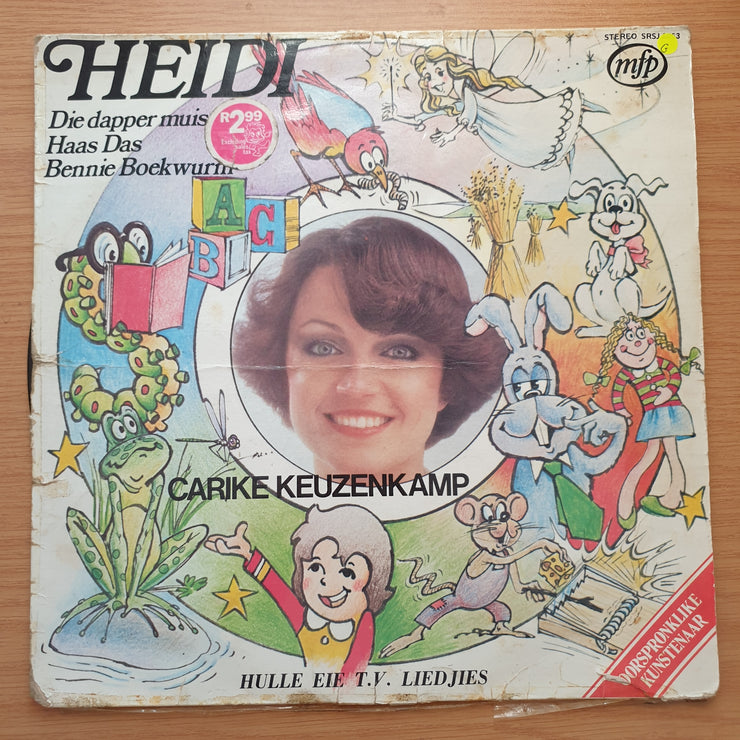 HEIDI
Die dapper muis
Haas Das
Bennie Boekwurm
R2.99
STEREO SRSJ
G
mfp
A
B
C
CARIKE KEUZENKAMP
HULLE EIE T.V. LIEDJIES
OORSPRONKLIKE
KUNSTENAAR